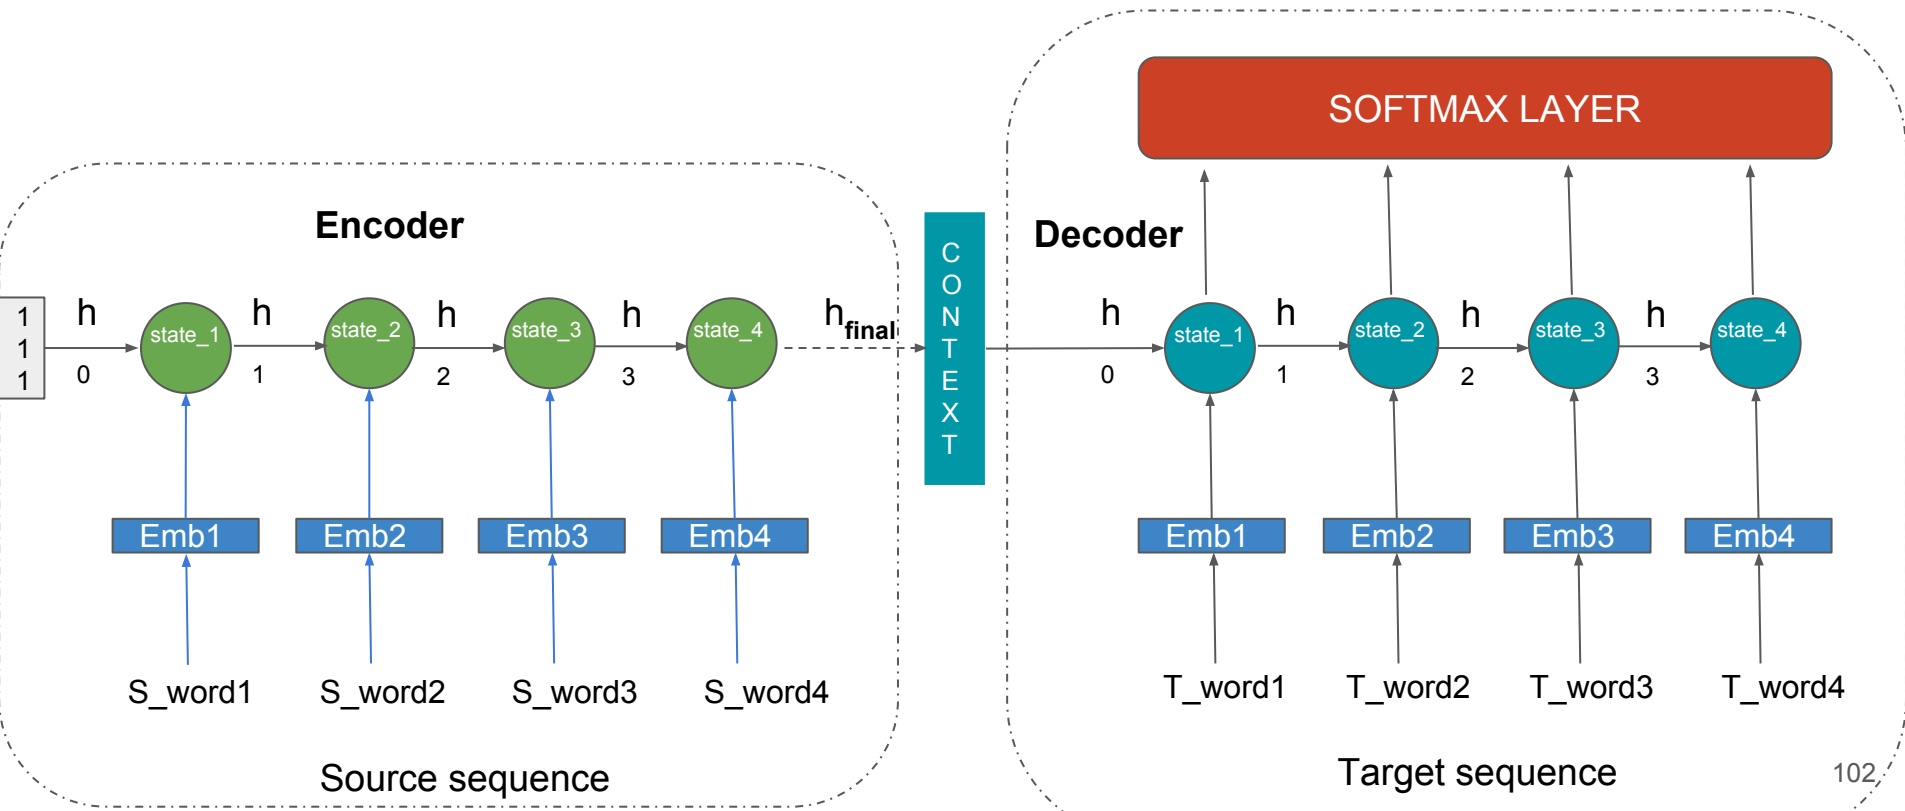 SOFTMAX LAYER
Encoder
Decoder
C
O
N
T
E
X
T
1
1
1
h
0
state_1
h
1
state_2
h
2
state_3
h
3
state_4
h final
h
0
state_1
h
1
state_2
h
2
state_3
h
3
state_4
Emb1 Emb2 Emb3 Emb4
Emb1 Emb2 Emb3 Emb4
S_word1 S_word2 S_word3 S_word4
T_word1 T_word2 T_word3 T_word4
Source sequence
Target sequence
102